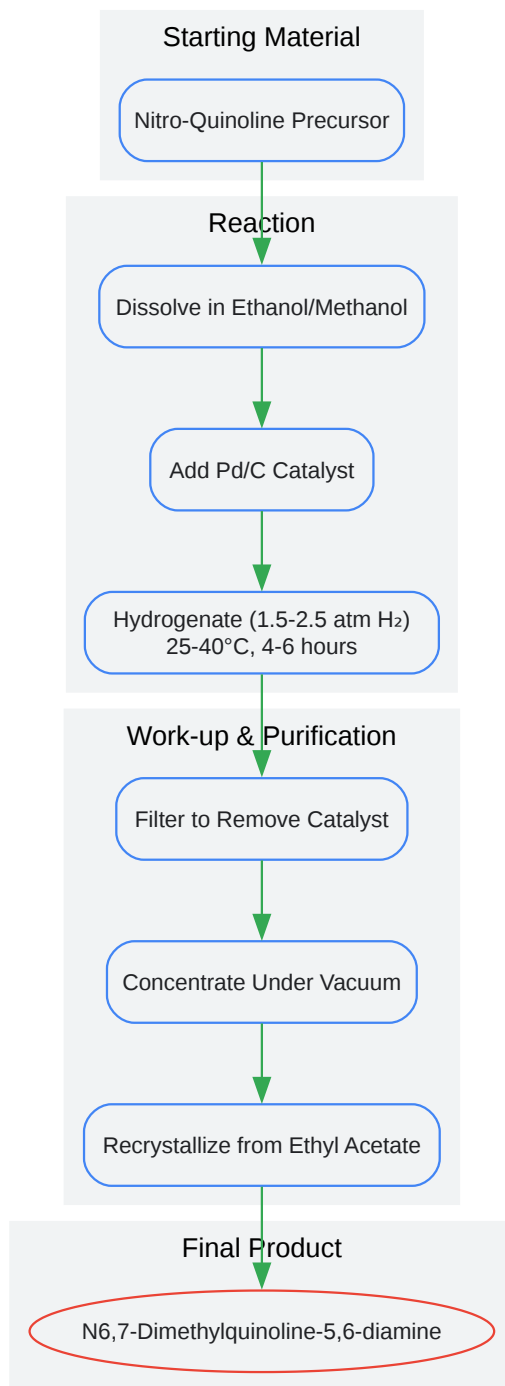 Starting Material
Nitro-Quinoline Precursor
Reaction
Dissolve in Ethanol/Methanol
Add Pd/C Catalyst
Hydrogenate (1.5-2.5 atm H₂)
25-40°C, 4-6 hours
Work-up & Purification
Filter to Remove Catalyst
Concentrate Under Vacuum
Recrystallize from Ethyl Acetate
Final Product
N6,7-Dimethylquinoline-5,6-diamine